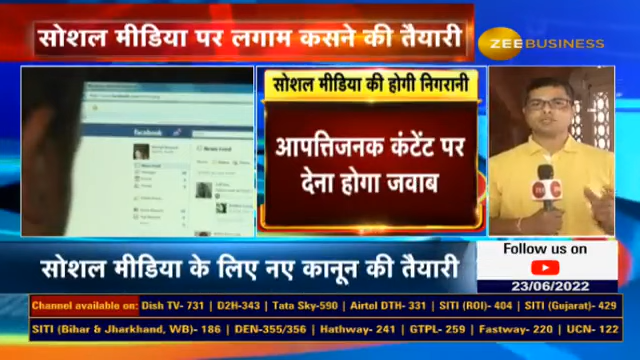 सोशल मीडिया पर लगाम कसने की तैयारी
ZEE BUSINESS
सोशल मीडिया की होगी निगरानी
facebook
आपत्तिजनक कंटेंट पर
देना होगा जवाब
सोशल मीडिया के लिए नए कानून की तैयारी
Follow us on
23/06/2022
Channel available on: Dish TV- 731 | D2H-343 | Tata Sky-590 | Airtel DTH- 331 | SITI (ROI)- 404 | SITI (Gujarat)- 429
SITI (Bihar & Jharkhand, WB)- 186 | DEN-355/356 | Hathway- 241 | GTPL- 259 | Fastway- 220 | UCN- 122